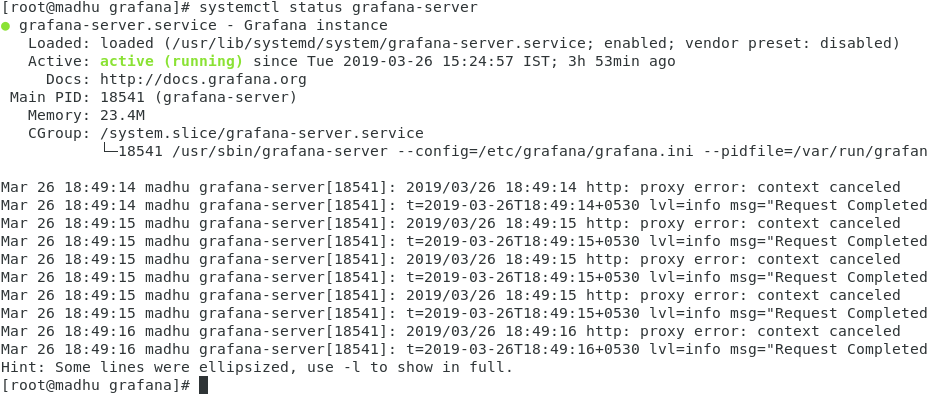 [root@madhu grafana]# systemctl status grafana-server
● grafana-server.service - Grafana instance
   Loaded: loaded (/usr/lib/systemd/system/grafana-server.service; enabled; vendor preset: disabled)
   Active: active (running) since Tue 2019-03-26 15:24:57 IST; 3h 53min ago
     Docs: http://docs.grafana.org
 Main PID: 18541 (grafana-server)
   Memory: 23.4M
   CGroup: /system.slice/grafana-server.service
           └─18541 /usr/sbin/grafana-server --config=/etc/grafana/grafana.ini --pidfile=/var/run/grafan
Mar 26 18:49:14 madhu grafana-server[18541]: 2019/03/26 18:49:14 http: proxy error: context canceled
Mar 26 18:49:14 madhu grafana-server[18541]: t=2019-03-26T18:49:14+0530 lvl=info msg="Request Completed
Mar 26 18:49:15 madhu grafana-server[18541]: 2019/03/26 18:49:15 http: proxy error: context canceled
Mar 26 18:49:15 madhu grafana-server[18541]: t=2019-03-26T18:49:15+0530 lvl=info msg="Request Completed
Mar 26 18:49:15 madhu grafana-server[18541]: 2019/03/26 18:49:15 http: proxy error: context canceled
Mar 26 18:49:15 madhu grafana-server[18541]: t=2019-03-26T18:49:15+0530 lvl=info msg="Request Completed
Mar 26 18:49:15 madhu grafana-server[18541]: 2019/03/26 18:49:15 http: proxy error: context canceled
Mar 26 18:49:15 madhu grafana-server[18541]: t=2019-03-26T18:49:15+0530 lvl=info msg="Request Completed
Mar 26 18:49:16 madhu grafana-server[18541]: 2019/03/26 18:49:16 http: proxy error: context canceled
Mar 26 18:49:16 madhu grafana-server[18541]: t=2019-03-26T18:49:16+0530 lvl=info msg="Request Completed
Hint: Some lines were ellipsized, use -l to show in full.
[root@madhu grafana]#